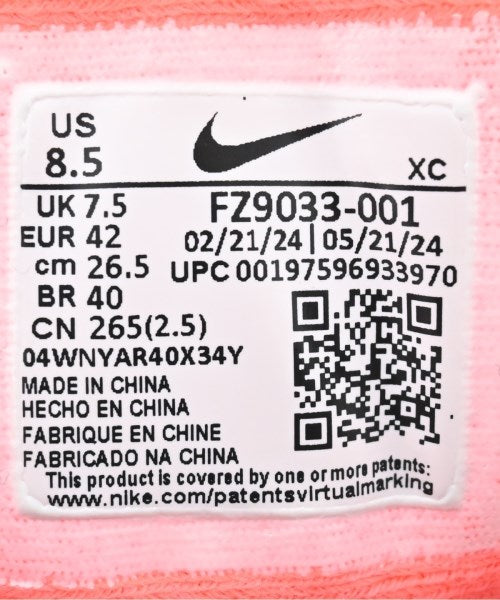 US
8.5
XC
UK 7.5
FZ9033-001
EUR 42
02/21/24 | 05/21/24
cm 26.5
UPC 00197596933970
BR 40
CN 265(2.5)
04WNYAR40X34Y
MADE IN CHINA
HECHO EN CHINA
FABRIQUE EN CHINE
FABRICADO NA CHINA
This product is covered by one or more patents:
www.nike.com/patentsvirtualmarking